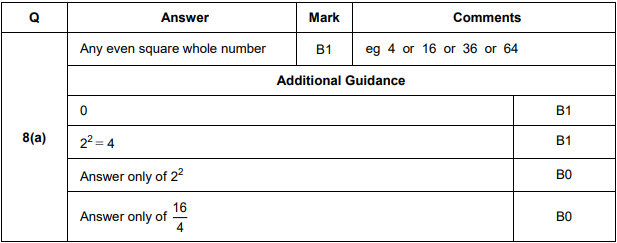 Q Answer Mark Comments
Any even square whole number B1 eg 4 or 16 or 36 or 64
Additional Guidance
0 B1
8(a)
2² = 4 B1
Answer only of 2² B0
Answer only of 16/4 B0